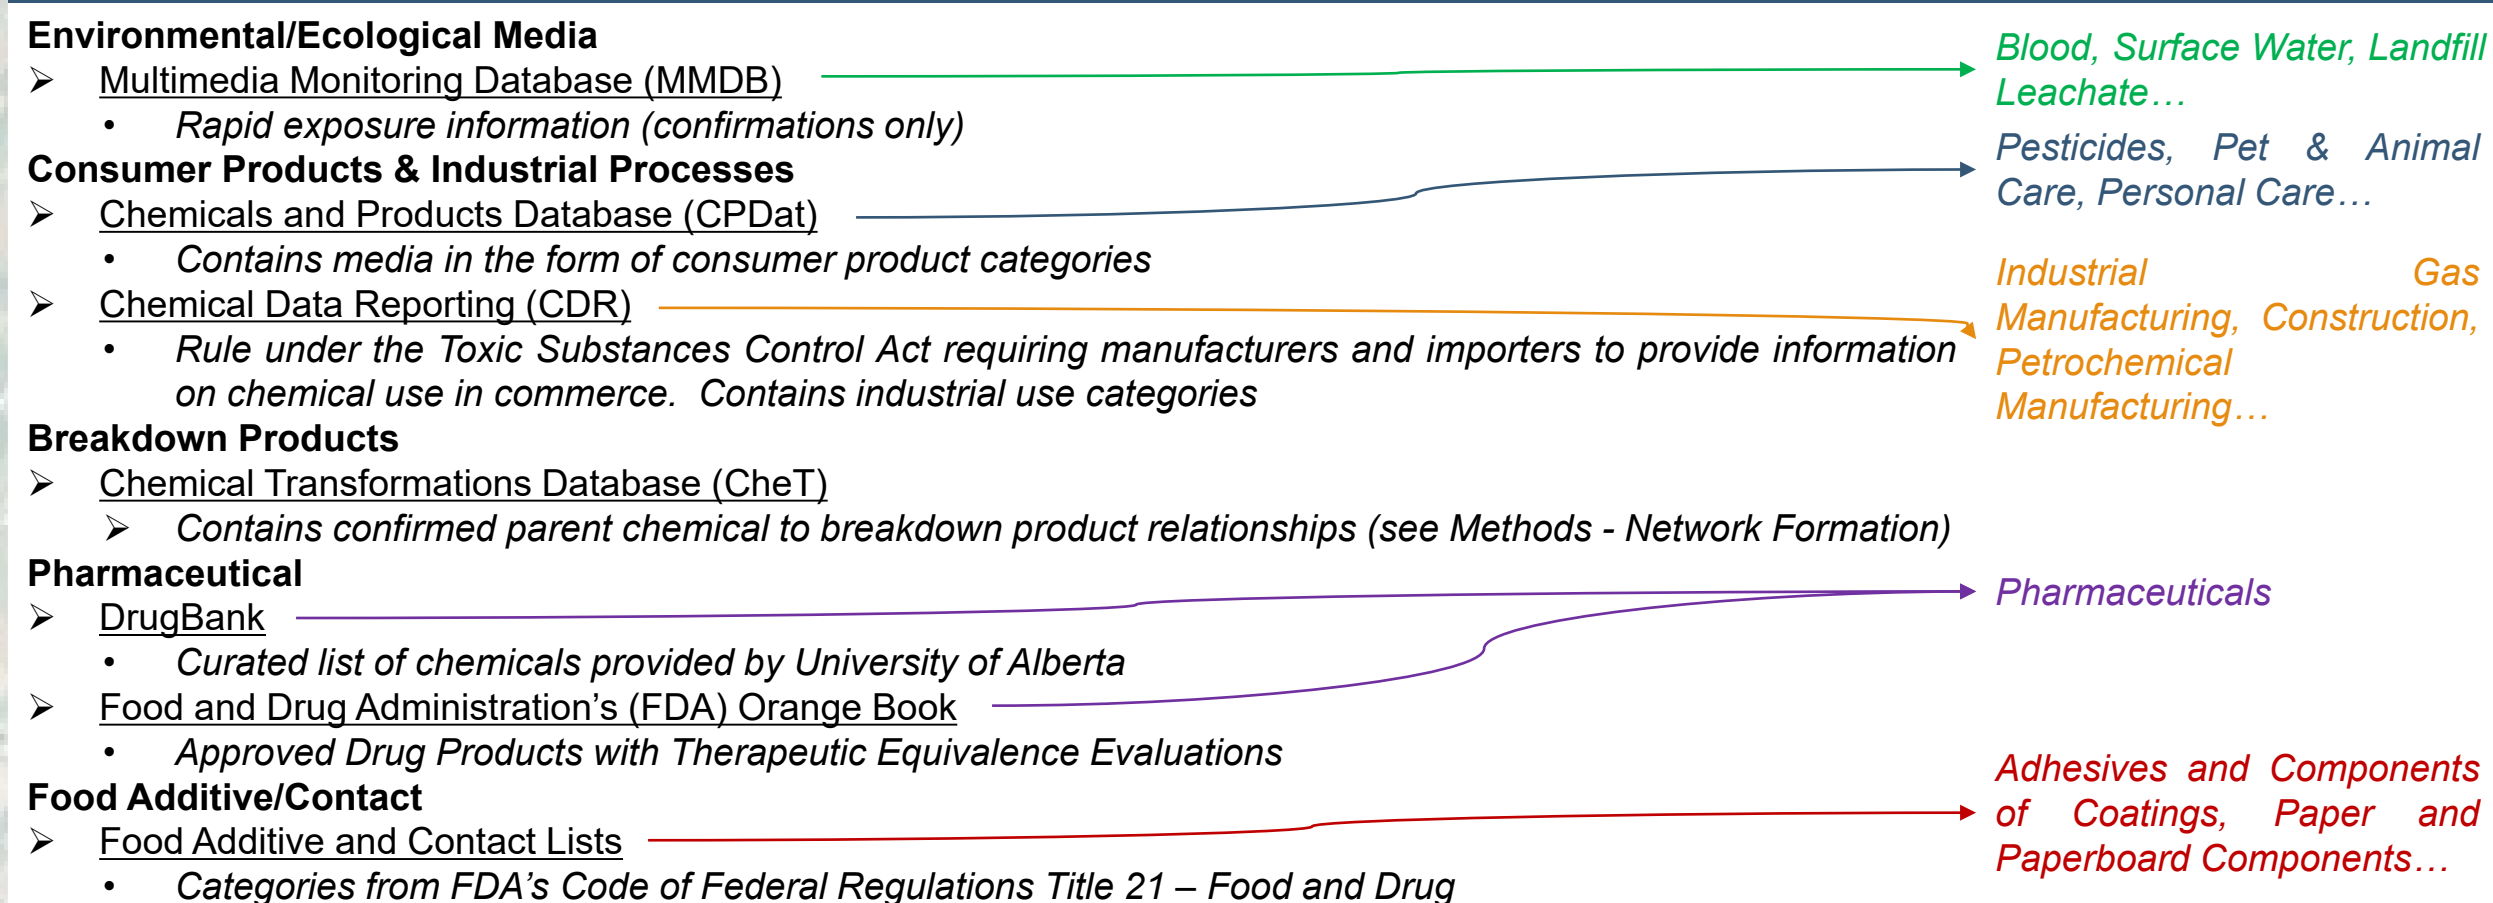 Environmental/Ecological Media
➢ Multimedia Monitoring Database (MMDB)
• Rapid exposure information (confirmations only)
Consumer Products & Industrial Processes
➢ Chemicals and Products Database (CPDat)
• Contains media in the form of consumer product categories
➢ Chemical Data Reporting (CDR)
• Rule under the Toxic Substances Control Act requiring manufacturers and importers to provide information
on chemical use in commerce.  Contains industrial use categories
Breakdown Products
➢ Chemical Transformations Database (CheT)
➢ Contains confirmed parent chemical to breakdown product relationships (see Methods - Network Formation)
Pharmaceutical
➢ DrugBank
• Curated list of chemicals provided by University of Alberta
➢ Food and Drug Administration’s (FDA) Orange Book
• Approved Drug Products with Therapeutic Equivalence Evaluations
Food Additive/Contact
➢ Food Additive and Contact Lists
• Categories from FDA’s Code of Federal Regulations Title 21 – Food and Drug
Blood, Surface Water, Landfill
Leachate…
Pesticides, Pet & Animal
Care, Personal Care…
Industrial Gas
Manufacturing, Construction,
Petrochemical
Manufacturing…
Pharmaceuticals
Adhesives and Components
of Coatings, Paper and
Paperboard Components…